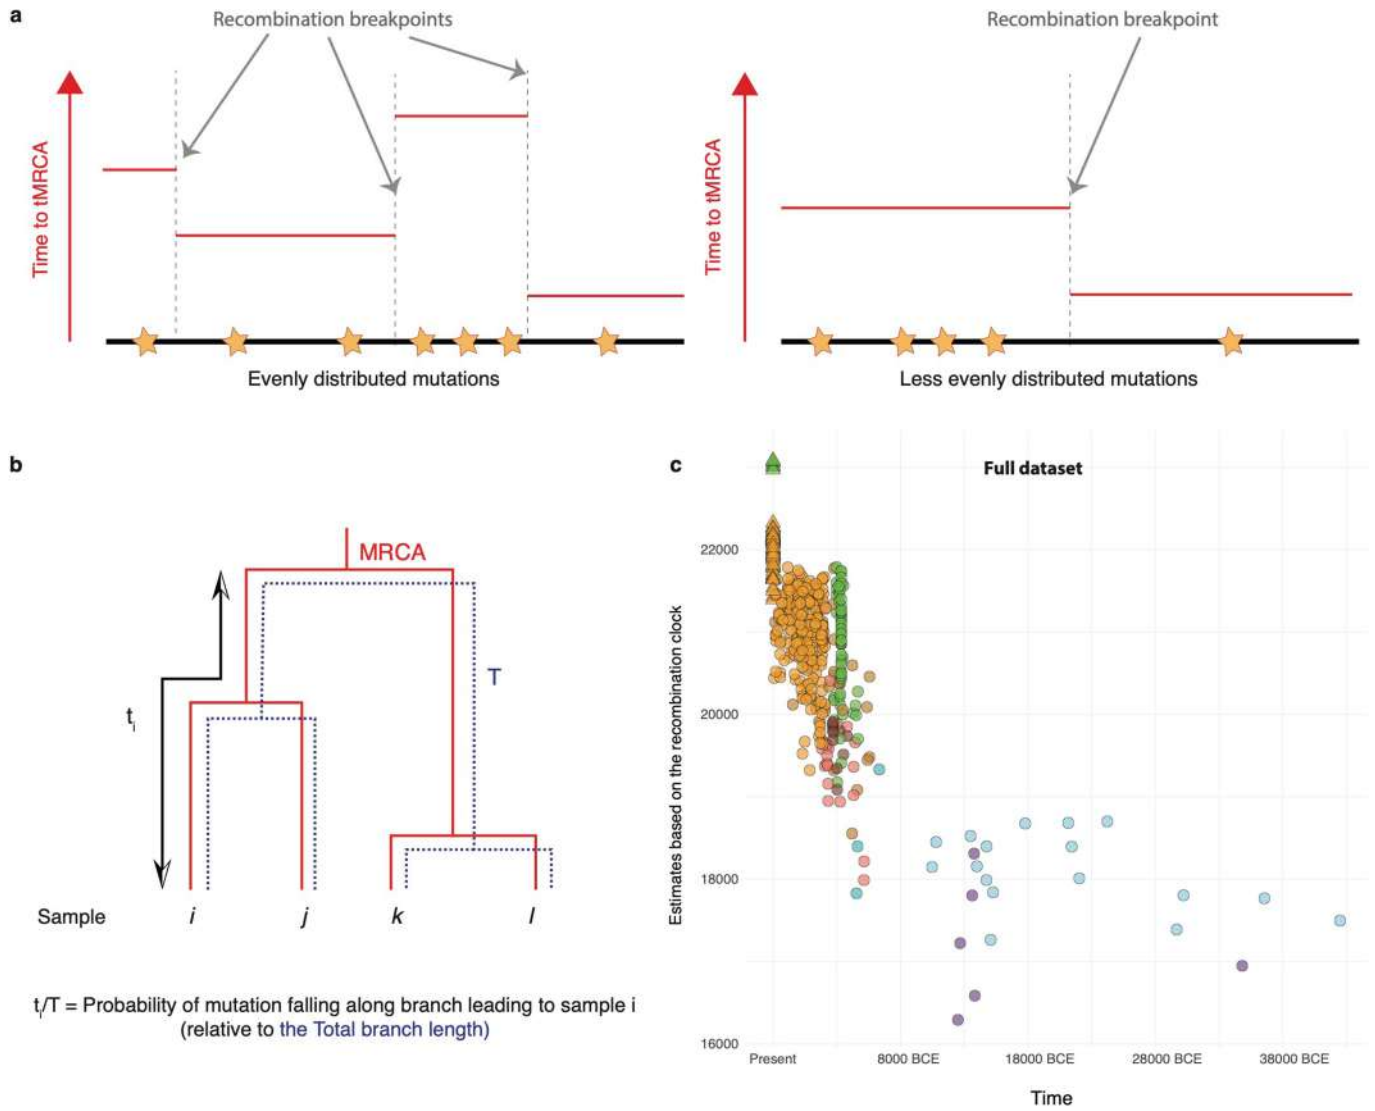 a
Recombination breakpoints
Recombination breakpoint
Time to tMRCA
Time to tMRCA
Evenly distributed mutations
Less evenly distributed mutations
b
MRCA
T
ti
Sample
i
j
k
l
ti/T = Probability of mutation falling along branch leading to sample i
(relative to the Total branch length)
c
Full dataset
Estimates based on the recombination clock
22000
20000
18000
16000
Present
8000 BCE
18000 BCE
28000 BCE
38000 BCE
Time